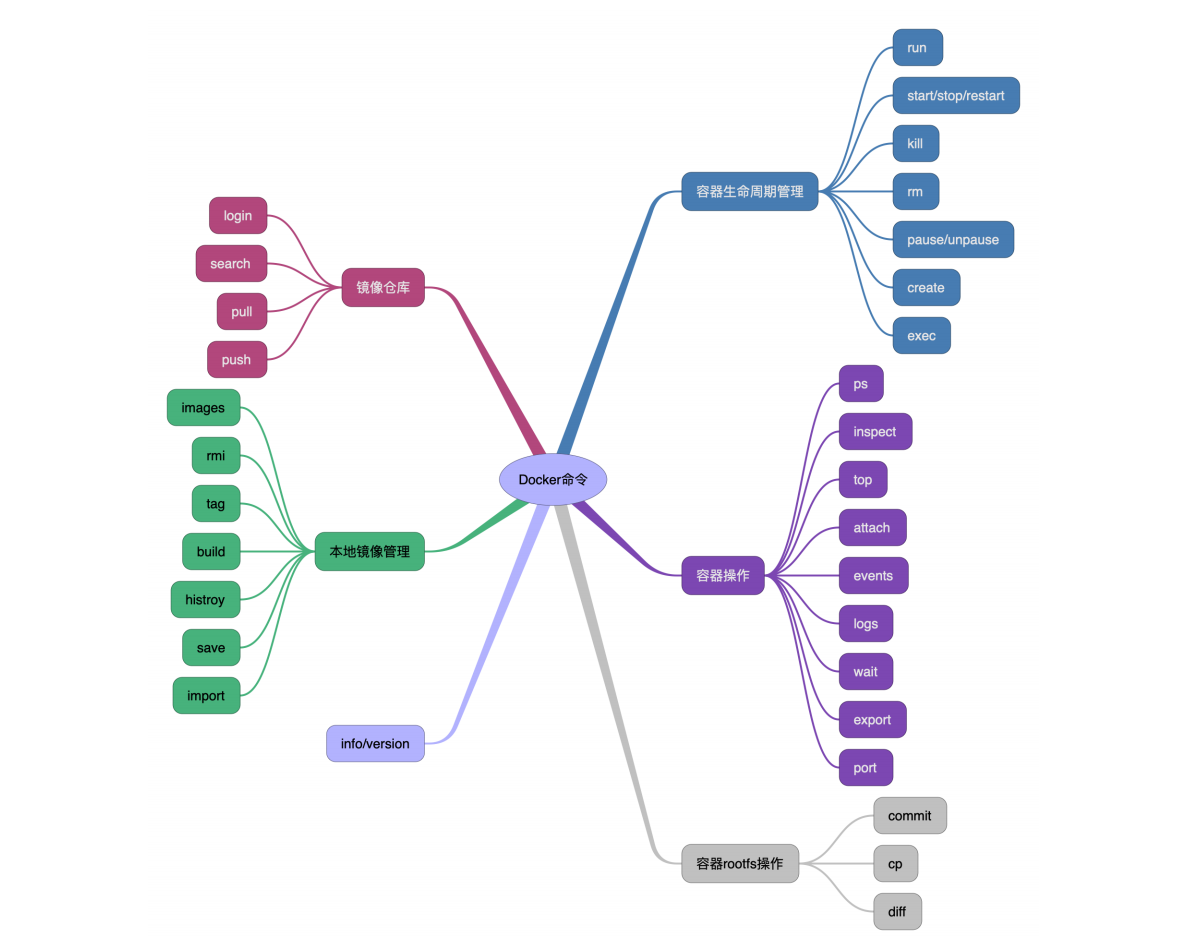 Docker命令
容器生命周期管理
run
start/stop/restart
kill
rm
pause/unpause
create
exec
容器操作
ps
inspect
top
attach
events
logs
wait
export
port
容器rootfs操作
commit
cp
diff
镜像仓库
login
search
pull
push
本地镜像管理
images
rmi
tag
build
histroy
save
import
info/version